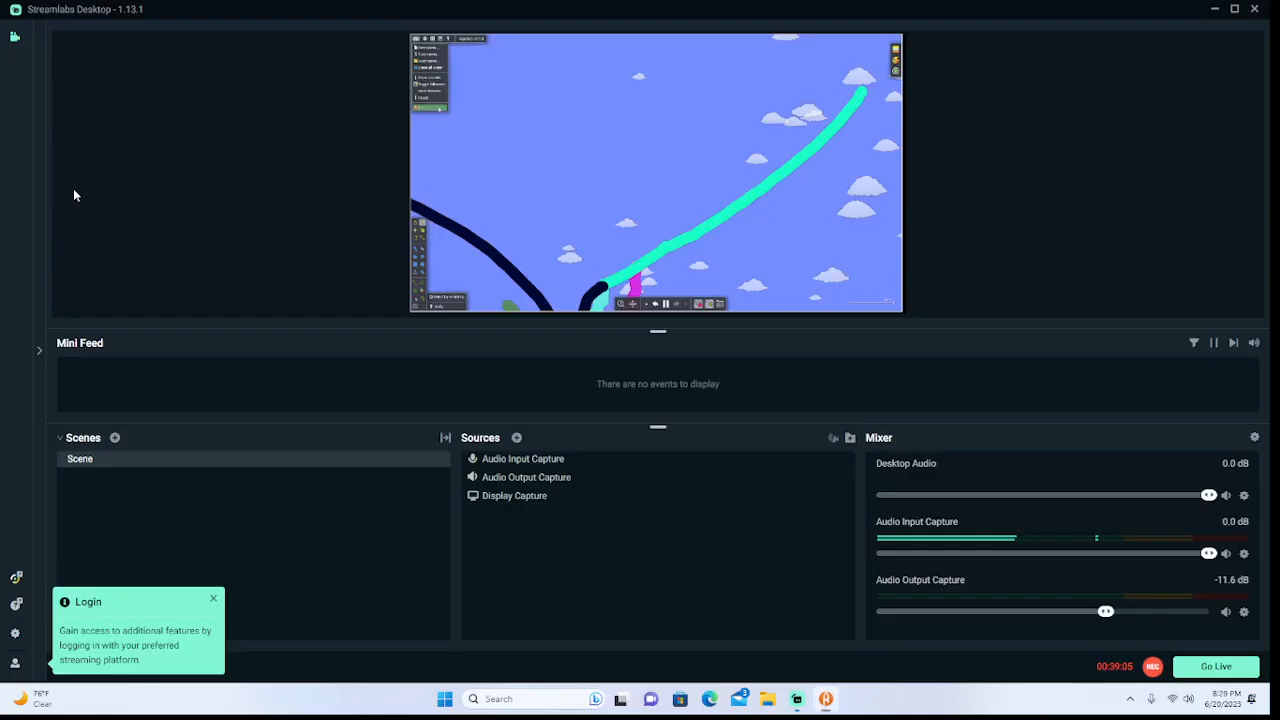 Streamlabs Desktop - 1.13.1
Mini Feed
There are no events to display
Scenes
Scene
Sources
Audio Input Capture
Audio Output Capture
Display Capture
Mixer
Desktop Audio
0.0 dB
Audio Input Capture
0.0 dB
Audio Output Capture
-11.6 dB
Login
Gain access to additional features by
logging in with your preferred
streaming platform.
00:39:05
REC
Go Live
76°F
Clear
Search
3
8:29 PM
6/20/2023